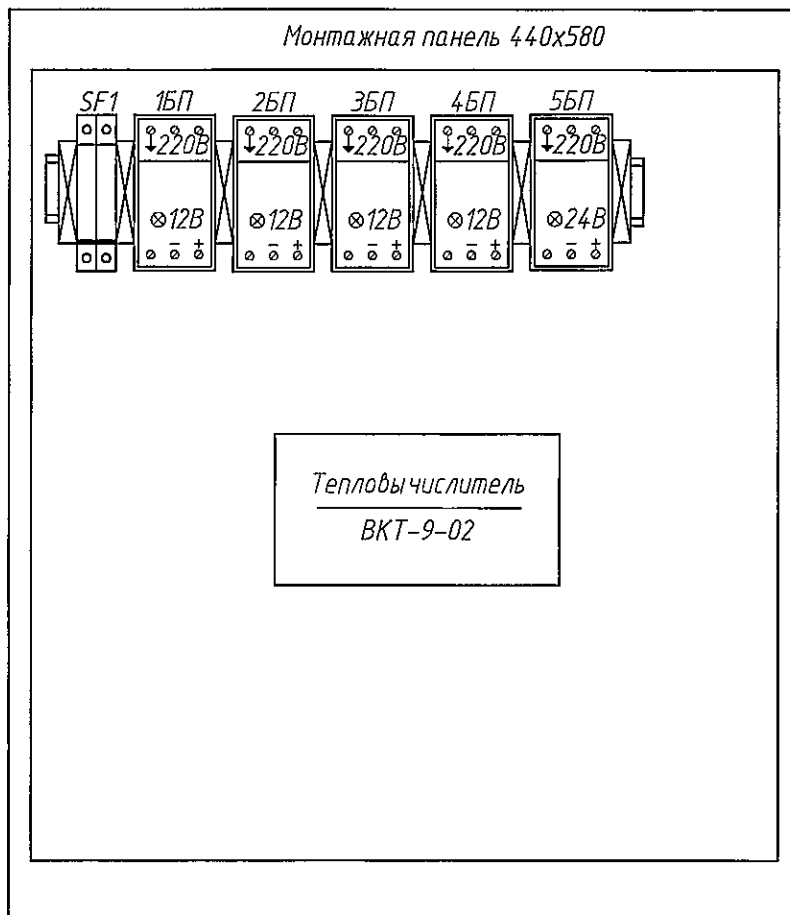 Монтажная панель 440х580
SF1 1БП 2БП 3БП 4БП 5БП
220В 220В 220В 220В 220В
12В 12В 12В 12В 24В
– + – + – + – + – +
Тепловычислитель
ВКТ-9-02